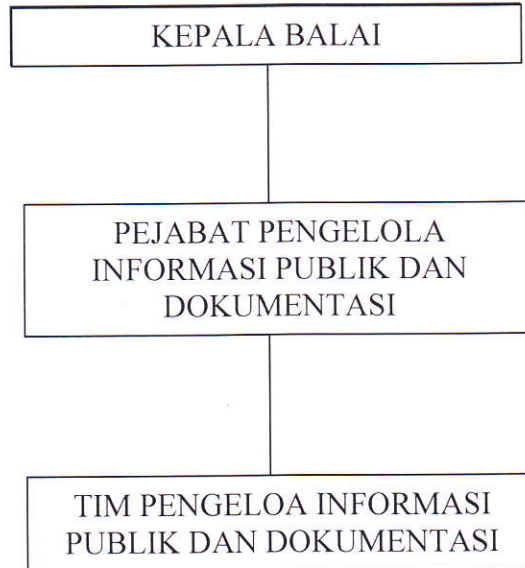 KEPALA BALAI
PEJABAT PENGELOLA
INFORMASI PUBLIK DAN
DOKUMENTASI
TIM PENGELOA INFORMASI
PUBLIK DAN DOKUMENTASI